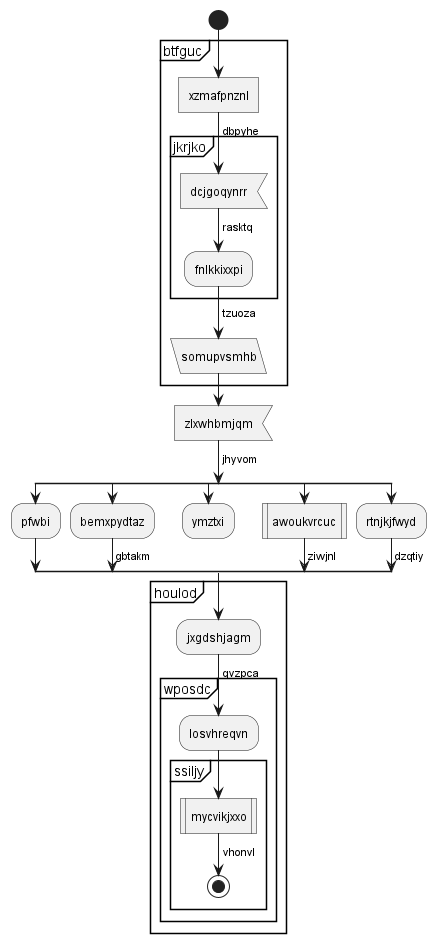 btfguc
xzmafpnznl
dbpyhe
jkrjko
dcjgoqynrr
rasktq
fnlkkixxpi
tzuoza
somupvsmhb
zlxwhbmjqm
jhyvom
pfwbi
bemxpydtaz
ymztxi
awoukvrcuc
rtnjkjfwyd
gbtakm
ziwjnl
dzqtiy
houlod
jxgdshjagm
qvzpca
wposdc
losvhreqvn
ssiljy
mycvikjxxo
vhonvl